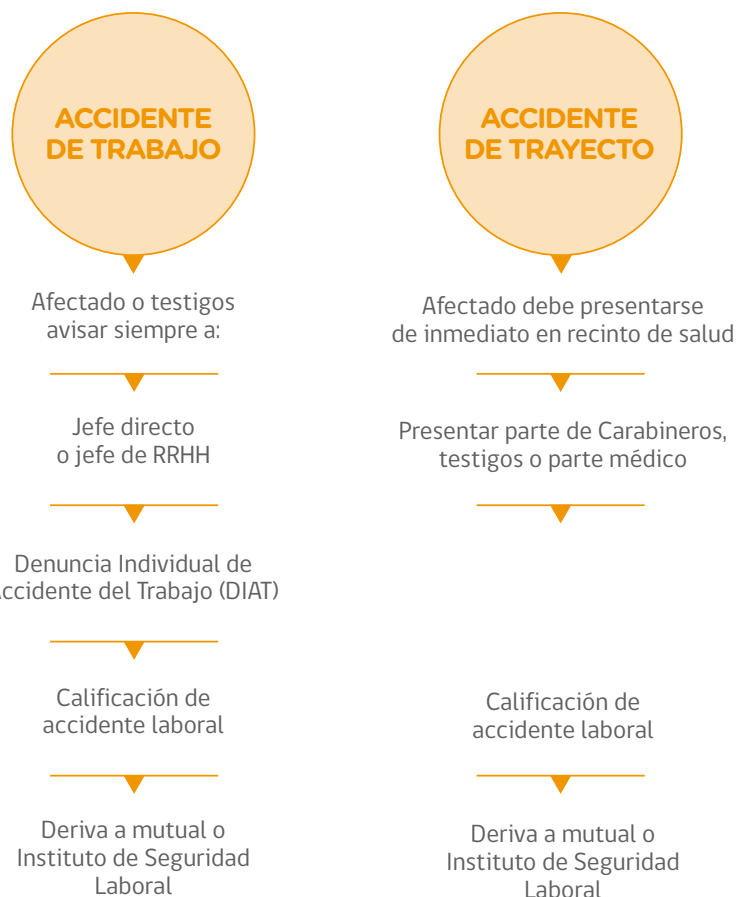 ACCIDENTE
DE TRABAJO
Afectado o testigos
avisar siempre a:
Jefe directo
o jefe de RRHH
Denuncia Individual de
Accidente del Trabajo (DIAT)
Calificación de
accidente laboral
Deriva a mutual o
Instituto de Seguridad
Laboral
ACCIDENTE
DE TRAYECTO
Afectado debe presentarse
de inmediato en recinto de salud
Presentar parte de Carabineros,
testigos o parte médico
Calificación de
accidente laboral
Deriva a mutual o
Instituto de Seguridad
Laboral